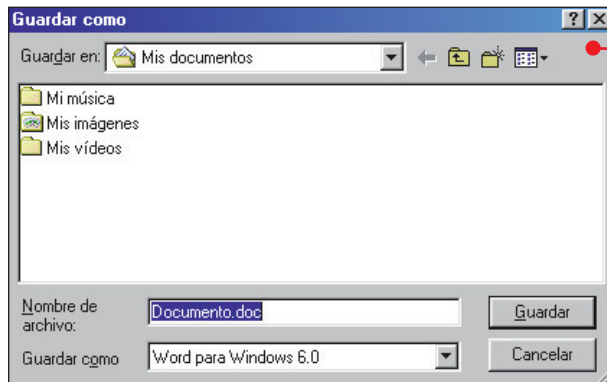 Guardar como
Guardar en: Mis documentos
Mi música
Mis imágenes
Mis vídeos
Nombre de
archivo:
Documento.doc
Guardar
Guardar como
Word para Windows 6.0
Cancelar